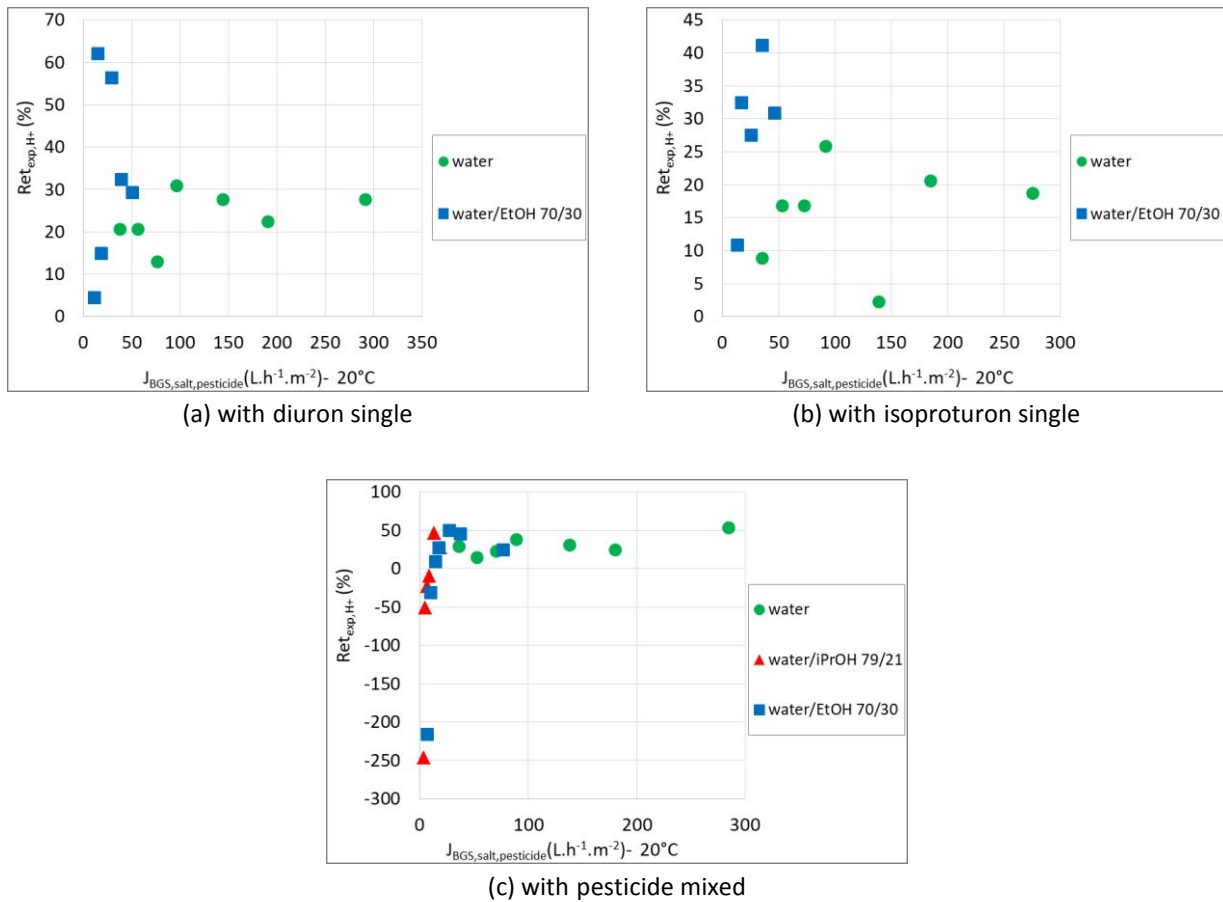 70
60
50
40
30
20
10
0
Ret_exp,H+ (%)
0 50 100 150 200 250 300 350
J_BGS,salt,pesticide(L.h⁻¹.m⁻²)- 20°C
water
water/EtOH 70/30
(a) with diuron single
45
40
35
30
25
20
15
10
5
0
Ret_exp,H+ (%)
0 50 100 150 200 250 300
J_BGS,salt,pesticide(L.h⁻¹.m⁻²)- 20°C
water
water/EtOH 70/30
(b) with isoproturon single
100
50
0
-50
-100
-150
-200
-250
-300
Ret_exp,H+ (%)
0 100 200 300
J_BGS,salt,pesticide(L.h⁻¹.m⁻²)- 20°C
water
water/iPrOH 79/21
water/EtOH 70/30
(c) with pesticide mixed